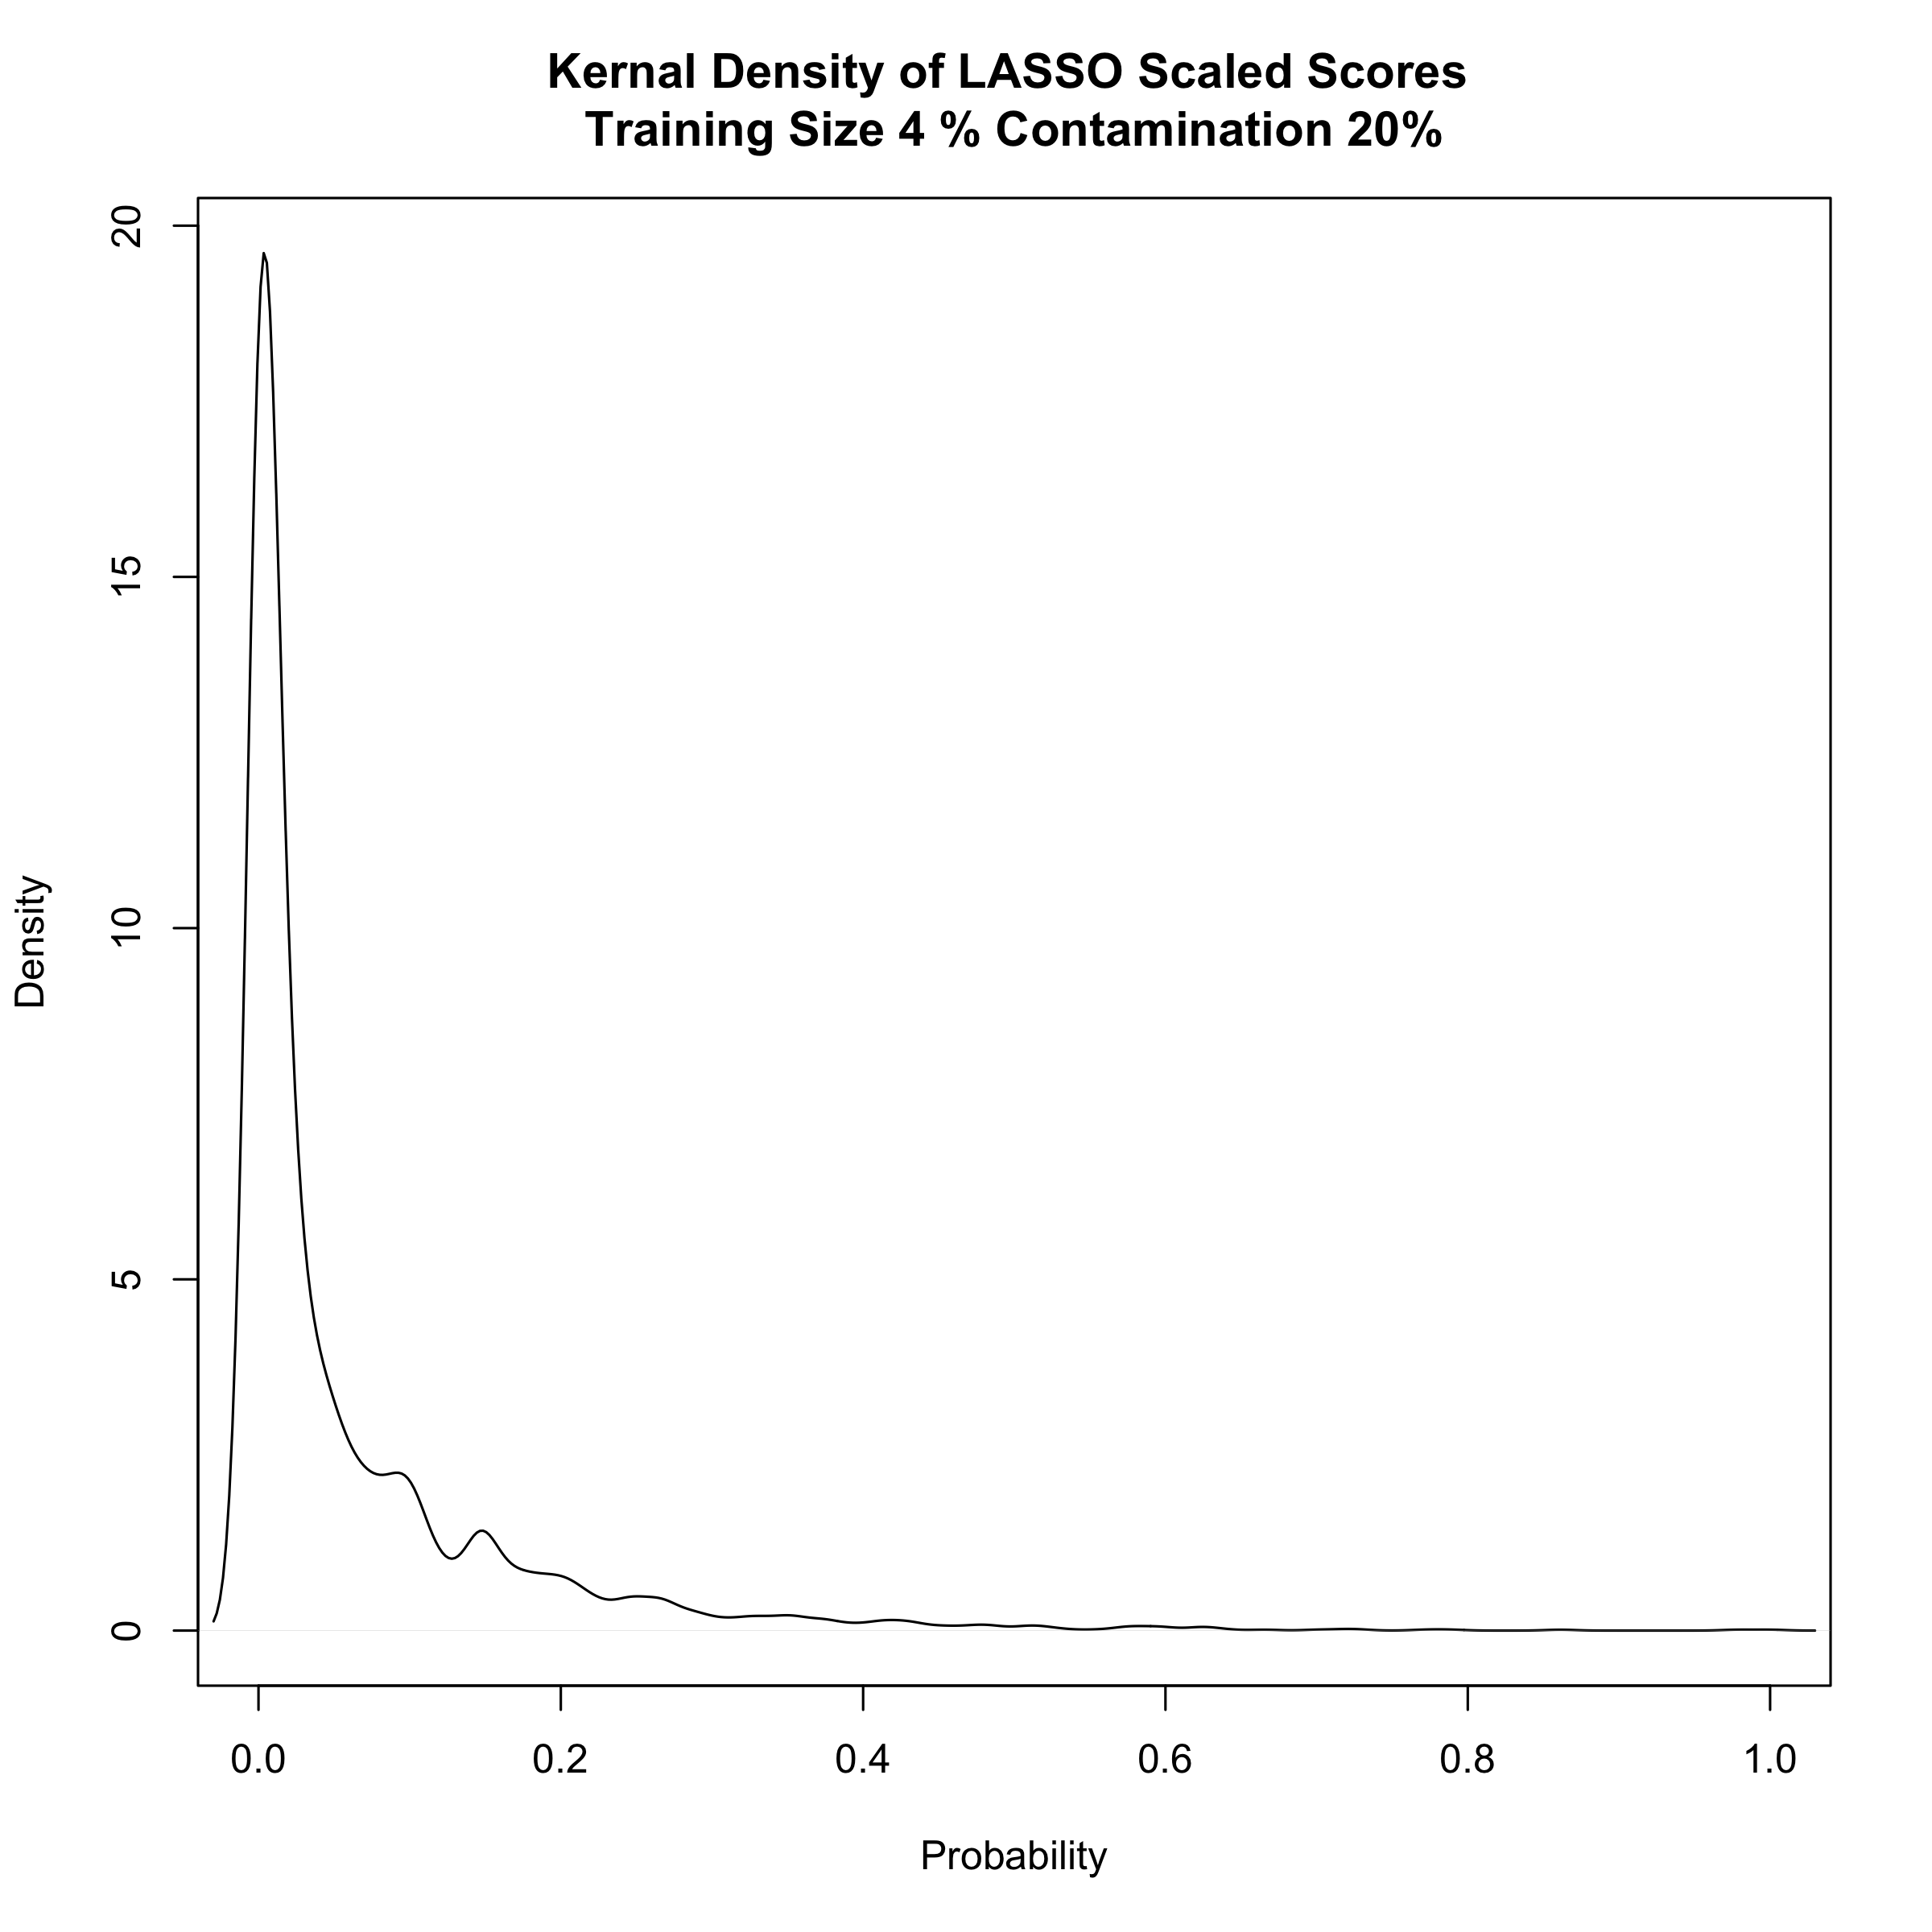 Kernal Density of LASSO Scaled Scores
Training Size 4 % Contamination 20%
20
15
10
5
0
Density
0.0 0.2 0.4 0.6 0.8 1.0
Probability